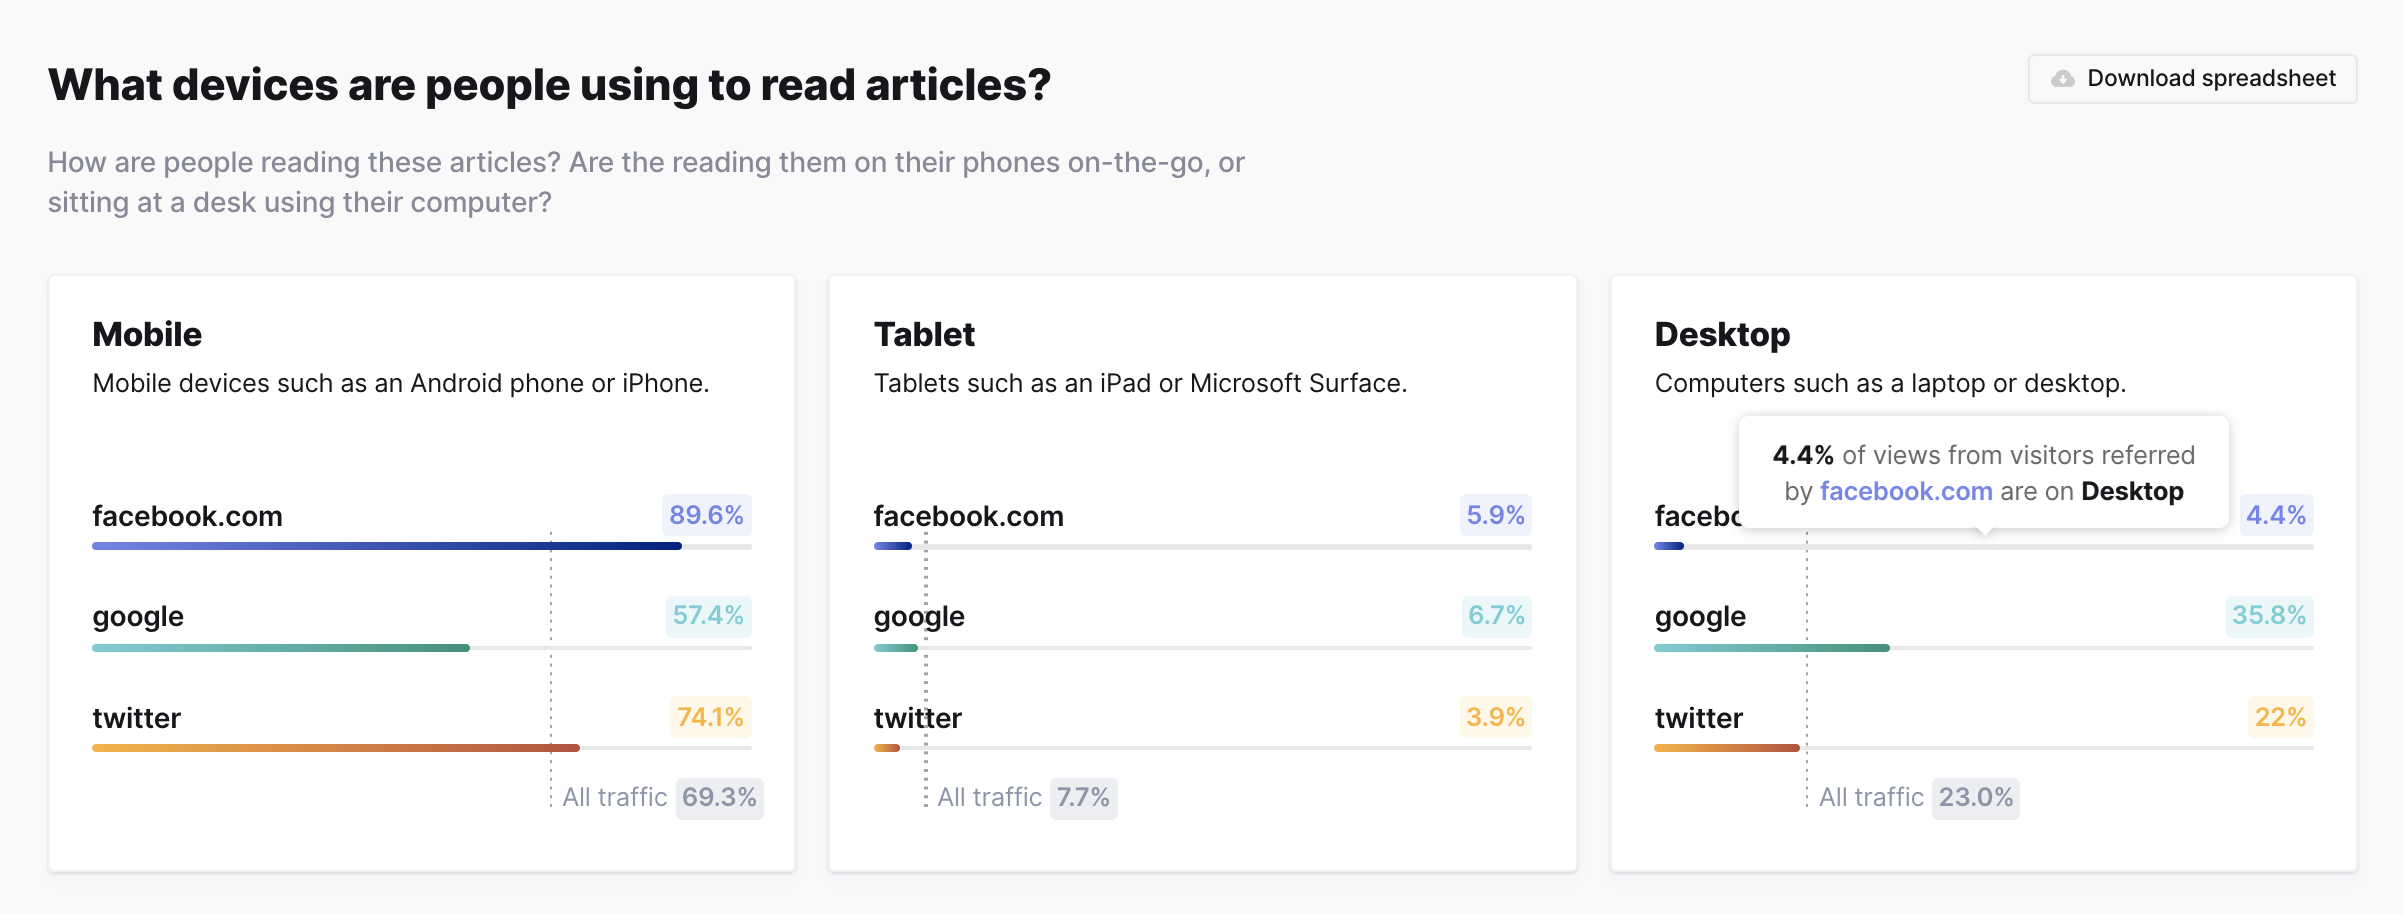 What devices are people using to read articles?
Download spreadsheet
How are people reading these articles? Are the reading them on their phones on-the-go, or
sitting at a desk using their computer?
Mobile
Mobile devices such as an Android phone or iPhone.
facebook.com 89.6%
google 57.4%
twitter 74.1%
All traffic 69.3%
Tablet
Tablets such as an iPad or Microsoft Surface.
facebook.com 5.9%
google 6.7%
twitter 3.9%
All traffic 7.7%
Desktop
Computers such as a laptop or desktop.
4.4% of views from visitors referred
by facebook.com are on Desktop
facebo 4.4%
google 35.8%
twitter 22%
All traffic 23.0%